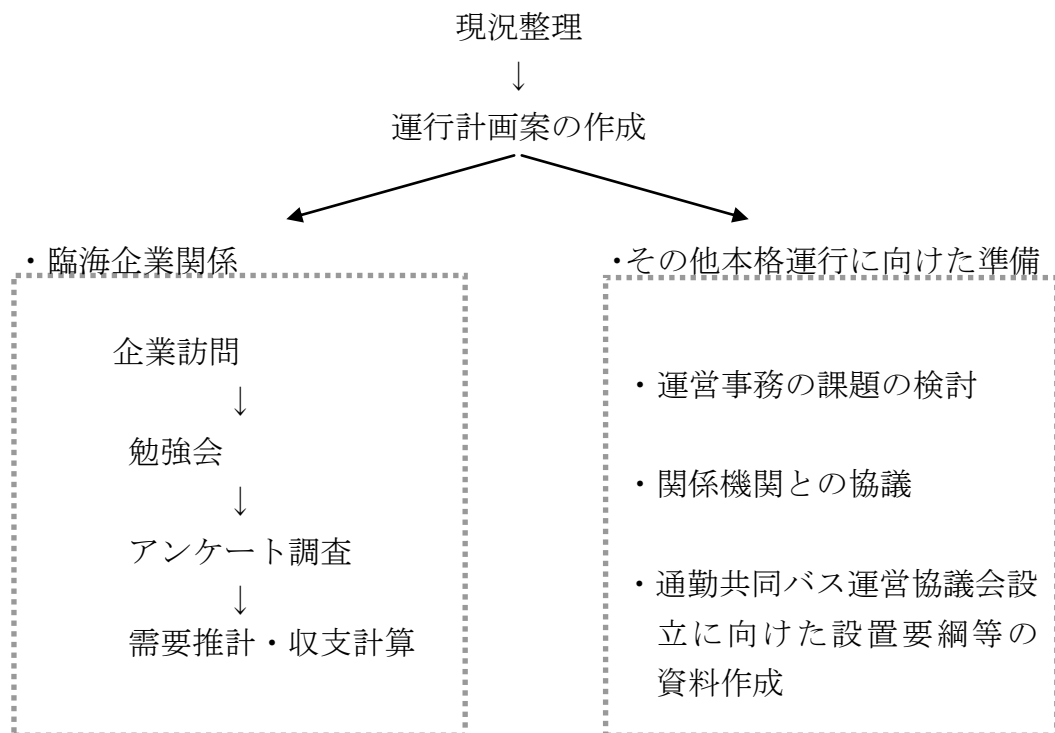 現況整理
↓
運行計画案の作成
・臨海企業関係
企業訪問
↓
勉強会
↓
アンケート調査
↓
需要推計・収支計算
・その他本格運行に向けた準備
・運営事務の課題の検討
・関係機関との協議
・通勤共同バス運営協議会設
立に向けた設置要綱等の
資料作成